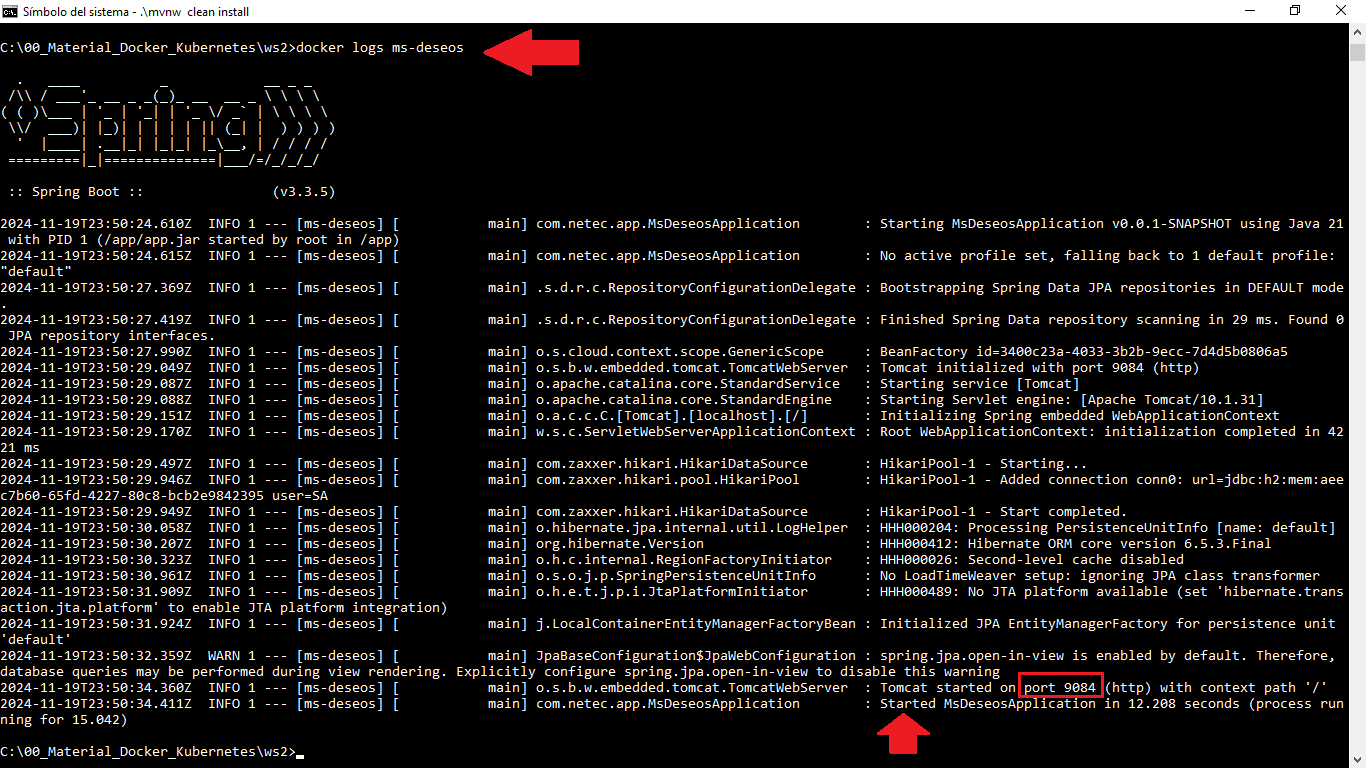 Símbolo del sistema - .\mvnw  clean install
C:\00_Material_Docker_Kubernetes\ws2>docker logs ms-deseos
  .   ____          _            __ _ _
 /\\ / ___'_ __ _ _(_)_ __  __ _ \ \ \ \
( ( )\___ | '_ | '_| | '_ \/ _` | \ \ \ \
 \\/  ___)| |_)| | | | | || (_| |  ) ) ) )
  '  |____| .__|_| |_|_| |_\__, | / / / /
 =========|_|==============|___/=/_/_/_/
 :: Spring Boot ::                (v3.3.5)
2024-11-19T23:50:24.610Z  INFO 1 --- [ms-deseos] [           main] com.netec.app.MsDeseosApplication        : Starting MsDeseosApplication v0.0.1-SNAPSHOT using Java 21
 with PID 1 (/app/app.jar started by root in /app)
2024-11-19T23:50:24.615Z  INFO 1 --- [ms-deseos] [           main] com.netec.app.MsDeseosApplication        : No active profile set, falling back to 1 default profile:
"default"
2024-11-19T23:50:27.369Z  INFO 1 --- [ms-deseos] [           main] .s.d.r.c.RepositoryConfigurationDelegate : Bootstrapping Spring Data JPA repositories in DEFAULT mode
.
2024-11-19T23:50:27.419Z  INFO 1 --- [ms-deseos] [           main] .s.d.r.c.RepositoryConfigurationDelegate : Finished Spring Data repository scanning in 29 ms. Found 0
 JPA repository interfaces.
2024-11-19T23:50:27.990Z  INFO 1 --- [ms-deseos] [           main] o.s.cloud.context.scope.GenericScope     : BeanFactory id=3400c23a-4033-3b2b-9ecc-7d4d5b0806a5
2024-11-19T23:50:29.049Z  INFO 1 --- [ms-deseos] [           main] o.s.b.w.embedded.tomcat.TomcatWebServer  : Tomcat initialized with port 9084 (http)
2024-11-19T23:50:29.087Z  INFO 1 --- [ms-deseos] [           main] o.apache.catalina.core.StandardService   : Starting service [Tomcat]
2024-11-19T23:50:29.088Z  INFO 1 --- [ms-deseos] [           main] o.apache.catalina.core.StandardEngine    : Starting Servlet engine: [Apache Tomcat/10.1.31]
2024-11-19T23:50:29.151Z  INFO 1 --- [ms-deseos] [           main] o.a.c.c.C.[Tomcat].[localhost].[/]       : Initializing Spring embedded WebApplicationContext
2024-11-19T23:50:29.170Z  INFO 1 --- [ms-deseos] [           main] w.s.c.ServletWebServerApplicationContext : Root WebApplicationContext: initialization completed in 42
21 ms
2024-11-19T23:50:29.497Z  INFO 1 --- [ms-deseos] [           main] com.zaxxer.hikari.HikariDataSource       : HikariPool-1 - Starting...
2024-11-19T23:50:29.946Z  INFO 1 --- [ms-deseos] [           main] com.zaxxer.hikari.pool.HikariPool        : HikariPool-1 - Added connection conn0: url=jdbc:h2:mem:aee
c7b60-65fd-4227-80c8-bcb2e9842395 user=SA
2024-11-19T23:50:29.949Z  INFO 1 --- [ms-deseos] [           main] com.zaxxer.hikari.HikariDataSource       : HikariPool-1 - Start completed.
2024-11-19T23:50:30.058Z  INFO 1 --- [ms-deseos] [           main] o.hibernate.jpa.internal.util.LogHelper  : HHH000204: Processing PersistenceUnitInfo [name: default]
2024-11-19T23:50:30.207Z  INFO 1 --- [ms-deseos] [           main] org.hibernate.Version                    : HHH000412: Hibernate ORM core version 6.5.3.Final
2024-11-19T23:50:30.323Z  INFO 1 --- [ms-deseos] [           main] o.h.c.internal.RegionFactoryInitiator    : HHH000026: Second-level cache disabled
2024-11-19T23:50:30.961Z  INFO 1 --- [ms-deseos] [           main] o.s.o.j.p.SpringPersistenceUnitInfo      : No LoadTimeWeaver setup: ignoring JPA class transformer
2024-11-19T23:50:31.909Z  INFO 1 --- [ms-deseos] [           main] o.h.e.t.j.p.i.JtaPlatformInitiator       : HHH000489: No JTA platform available (set 'hibernate.trans
action.jta.platform' to enable JTA platform integration)
2024-11-19T23:50:31.924Z  INFO 1 --- [ms-deseos] [           main] j.LocalContainerEntityManagerFactoryBean : Initialized JPA EntityManagerFactory for persistence unit
'default'
2024-11-19T23:50:32.359Z  WARN 1 --- [ms-deseos] [           main] JpaBaseConfiguration$JpaWebConfiguration : spring.jpa.open-in-view is enabled by default. Therefore,
database queries may be performed during view rendering. Explicitly configure spring.jpa.open-in-view to disable this warning
2024-11-19T23:50:34.360Z  INFO 1 --- [ms-deseos] [           main] o.s.b.w.embedded.tomcat.TomcatWebServer  : Tomcat started on port 9084 (http) with context path '/'
2024-11-19T23:50:34.411Z  INFO 1 --- [ms-deseos] [           main] com.netec.app.MsDeseosApplication        : Started MsDeseosApplication in 12.208 seconds (process run
ning for 15.042)
C:\00_Material_Docker_Kubernetes\ws2>